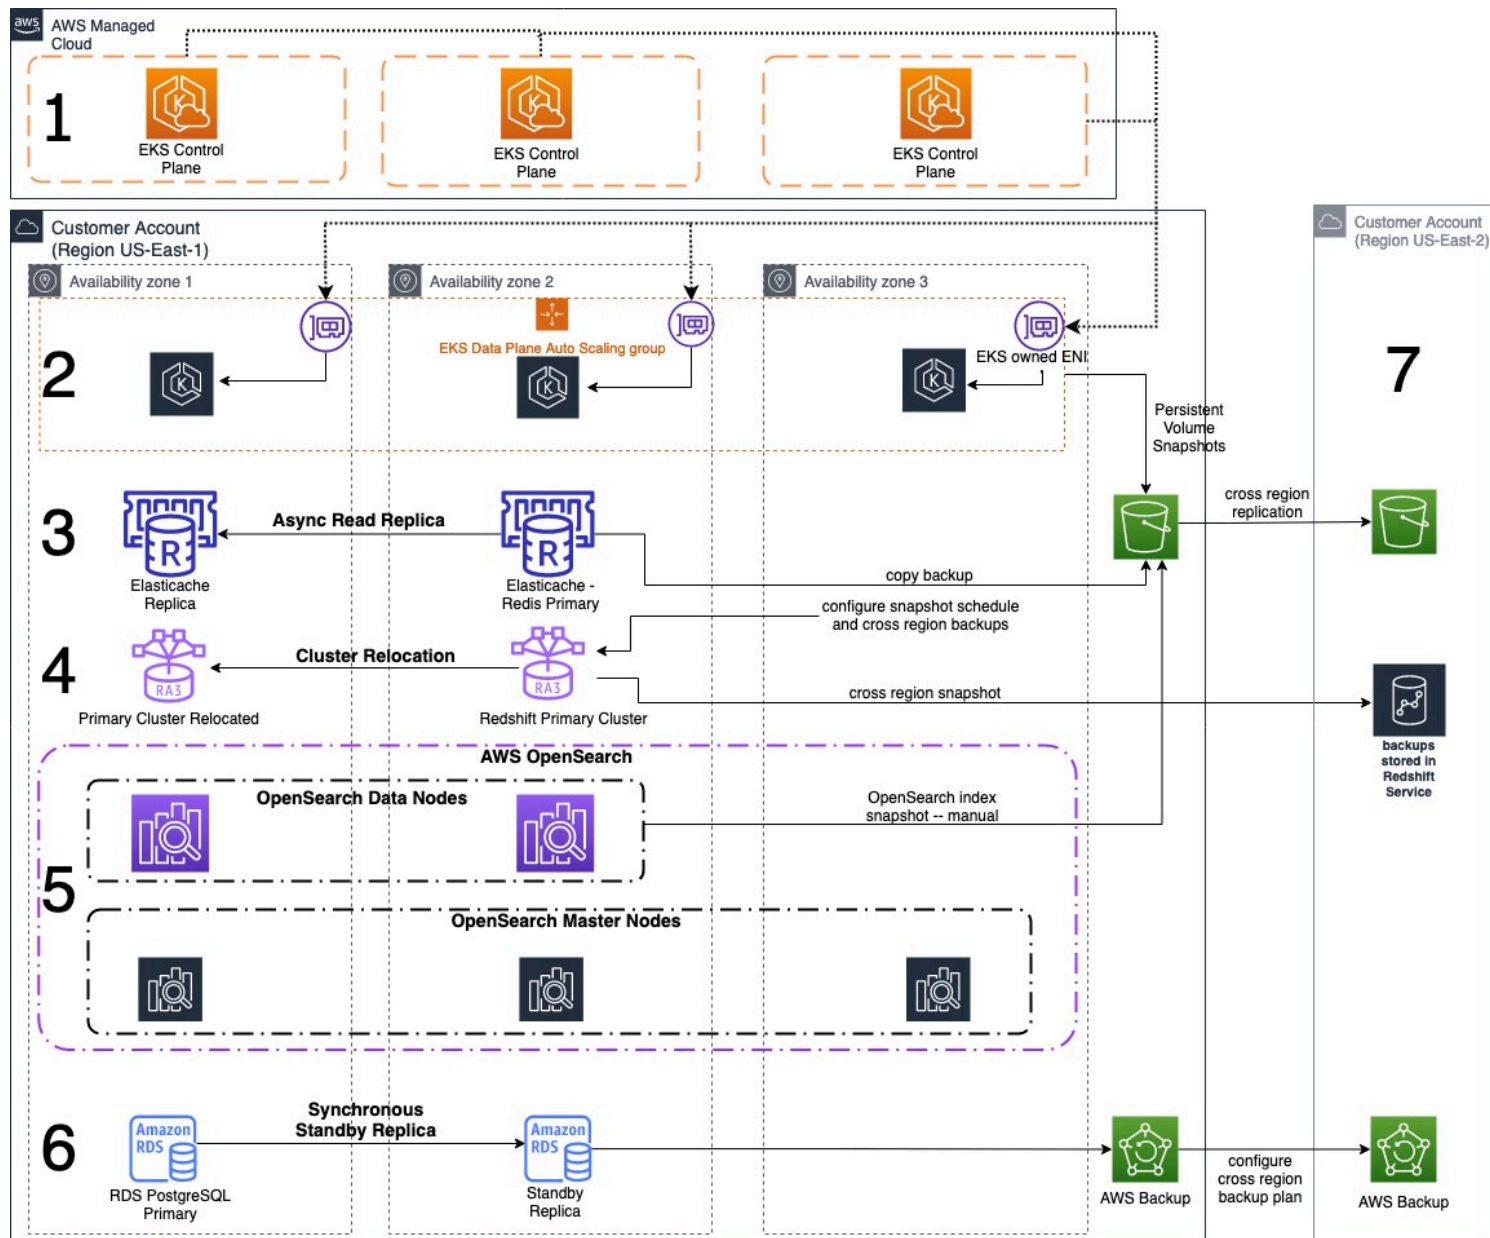 aws
AWS Managed
Cloud
1
EKS Control
Plane
EKS Control
Plane
EKS Control
Plane
Customer Account
(Region US-East-1)
Customer Account
(Region US-East-2)
Availability zone 1
Availability zone 2
Availability zone 3
2
EKS Data Plane Auto Scaling group
EKS owned ENI
7
Persistent
Volume
Snapshots
3
Async Read Replica
R
Elasticache
Replica
R
Elasticache -
Redis Primary
copy backup
cross region
replication
4
Cluster Relocation
configure snapshot schedule
and cross region backups
RA3
Primary Cluster Relocated
RA3
Redshift Primary Cluster
cross region snapshot
backups
stored in
Redshift
Service
AWS OpenSearch
OpenSearch Data Nodes
OpenSearch index
snapshot -- manual
5
OpenSearch Master Nodes
6
Synchronous
Standby Replica
Amazon
RDS
RDS PostgreSQL
Primary
Amazon
RDS
Standby
Replica
AWS Backup
configure
cross region
backup plan
AWS Backup